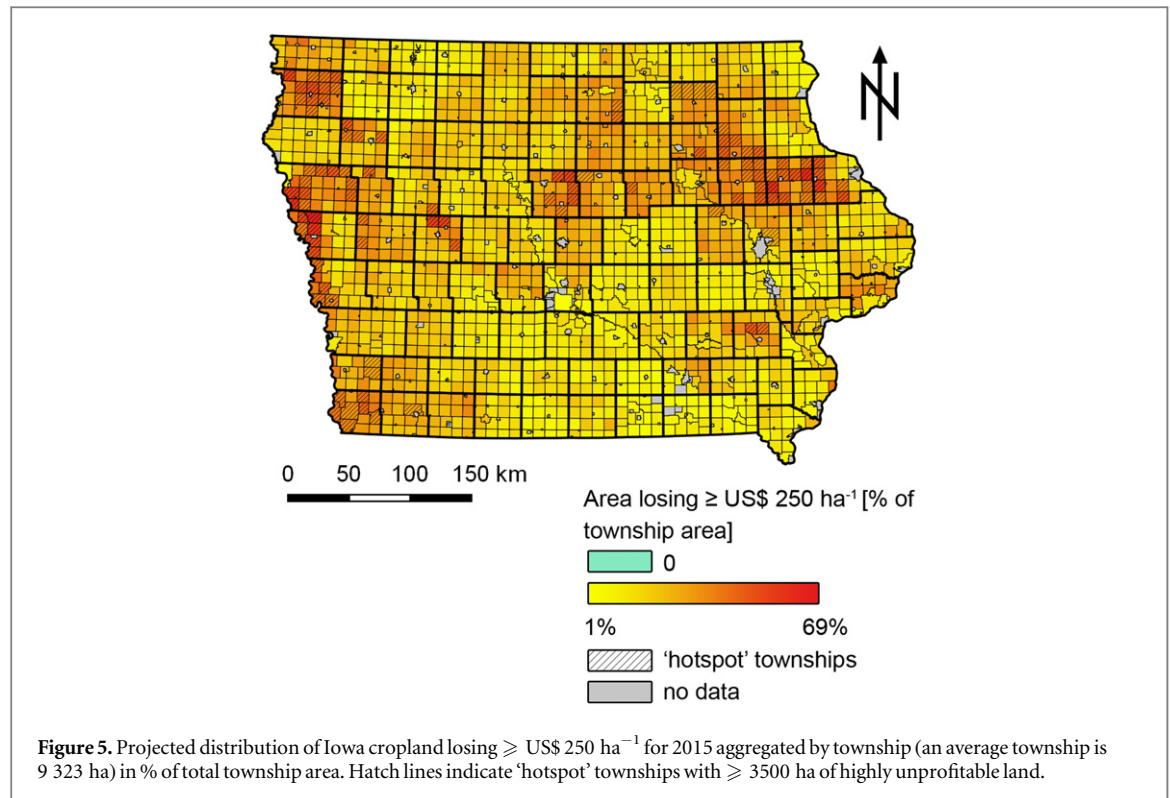 N
0 50 100 150 km
Area losing ≥ US$ 250 ha⁻¹ [% of
township area]
0
1% 69%
‘hotspot’ townships
no data
Figure 5. Projected distribution of Iowa cropland losing ⩾ US$ 250 ha⁻¹ for 2015 aggregated by township (an average township is
9 323 ha) in % of total township area. Hatch lines indicate ‘hotspot’ townships with ⩾ 3500 ha of highly unprofitable land.